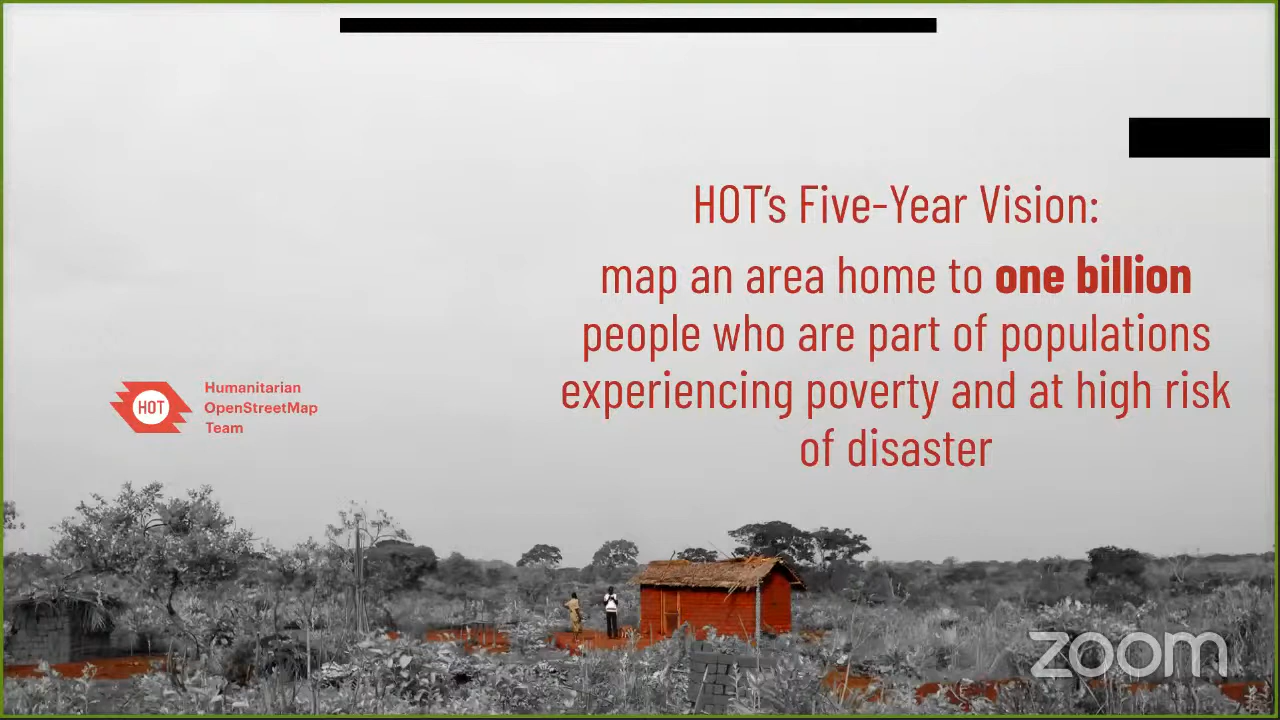 HOT's Five-Year Vision:
map an area home to one billion
people who are part of populations
experiencing poverty and at high risk
of disaster
HOT
Humanitarian
OpenStreetMap
Team
zoom